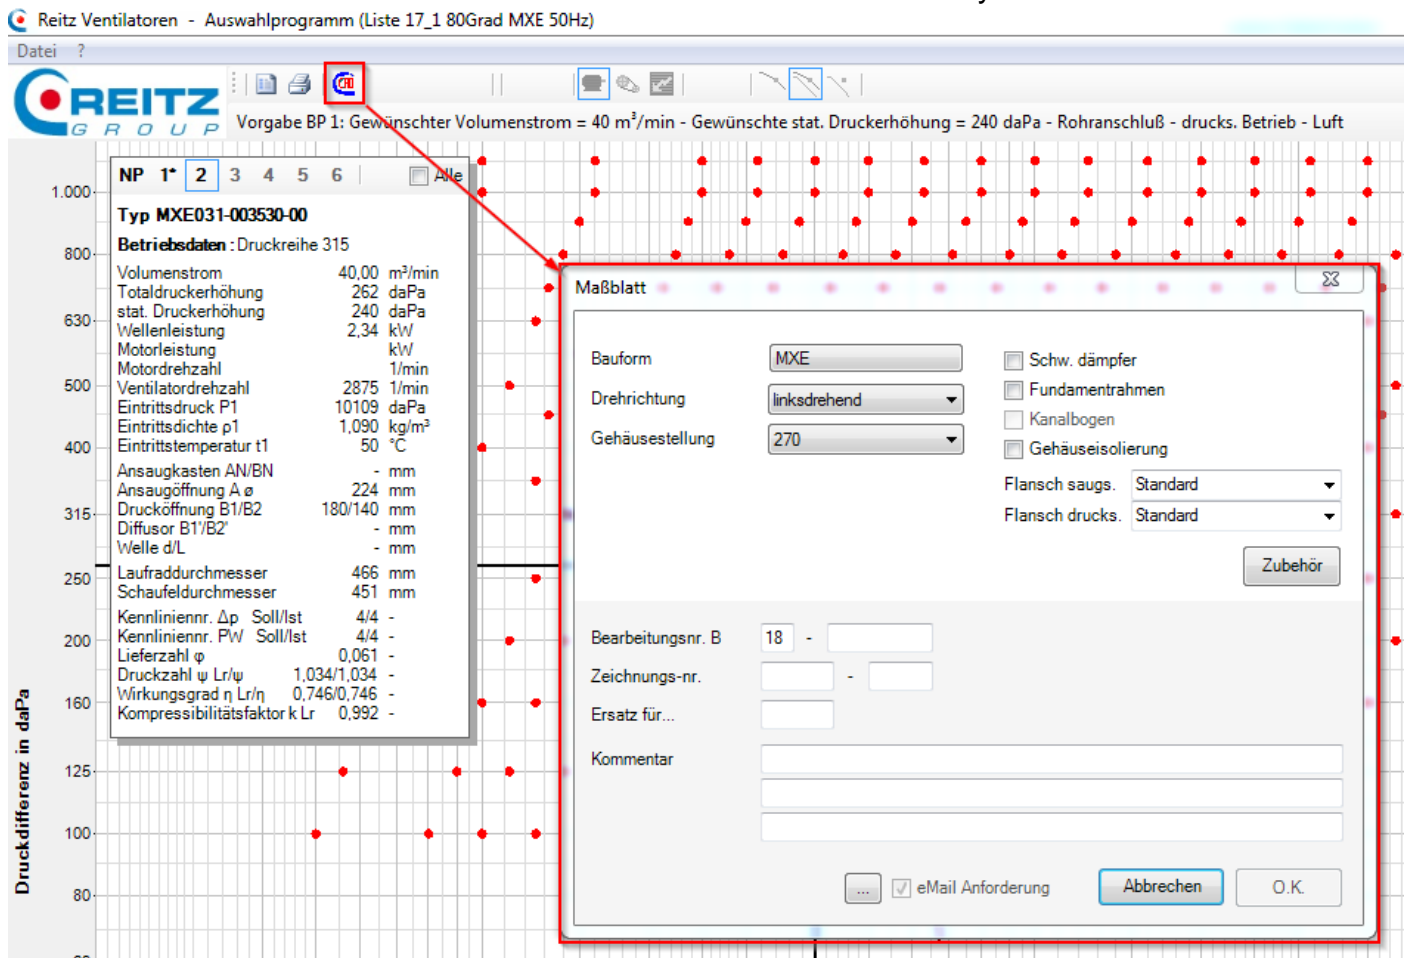 Reitz Ventilatoren - Auswahlprogramm (Liste 17_1 80Grad MXE 50Hz)
Datei ?
REITZ
GROUP
CAD
Vorgabe BP 1: Gewünschter Volumenstrom = 40 m³/min - Gewünschte stat. Druckerhöhung = 240 daPa - Rohranschluß - drucks. Betrieb - Luft
NP 1* 2 3 4 5 6 Alle
Typ MXE031-003530-00
Betriebsdaten : Druckreihe 315
Volumenstrom 40,00 m³/min
Totaldruckerhöhung 262 daPa
stat. Druckerhöhung 240 daPa
Wellenleistung 2,34 kW
Motorleistung kW
Motordrehzahl 1/min
Ventilatordrehzahl 2875 1/min
Eintrittsdruck P1 10109 daPa
Eintrittsdichte ρ1 1,090 kg/m³
Eintrittstemperatur t1 50 °C
Ansaugkasten AN/BN - mm
Ansaugöffnung A ø 224 mm
Drucköffnung B1/B2 180/140 mm
Diffusor B1'/B2' - mm
Welle d/L - mm
Laufraddurchmesser 466 mm
Schaufeldurchmesser 451 mm
Kennliniennr. Δp Soll/Ist 4/4 -
Kennliniennr. PW Soll/Ist 4/4 -
Lieferzahl φ 0,061 -
Druckzahl ψ Lr/ψ 1,034/1,034 -
Wirkungsgrad η Lr/η 0,746/0,746 -
Kompressibilitätsfaktor k Lr 0,992 -
1.000
800
630
500
400
315
250
200
160
125
100
80
Druckdifferenz in daPa
Maßblatt
Bauform MXE
Drehrichtung linksdrehend
Gehäusestellung 270
Schw. dämpfer
Fundamentrahmen
Kanalbogen
Gehäuseisolierung
Flansch saugs. Standard
Flansch drucks. Standard
Zubehör
Bearbeitungsnr. B 18 -
Zeichnungs-nr. -
Ersatz für...
Kommentar
... eMail Anforderung Abbrechen O.K.